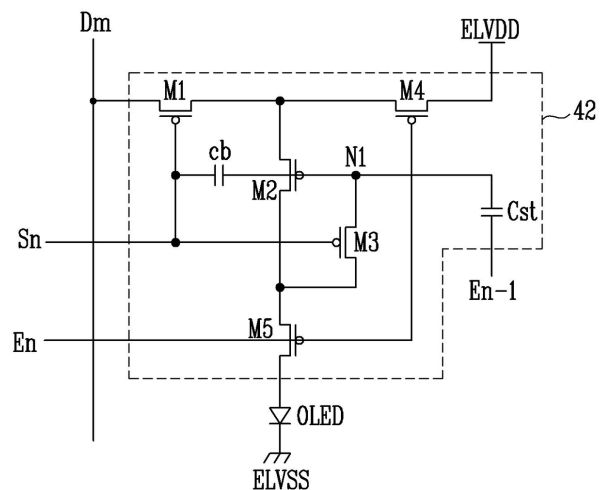 Dm
ELVDD
M1
M4
42
cb
N1
M2
Cst
Sn
M3
En-1
M5
En
OLED
ELVSS